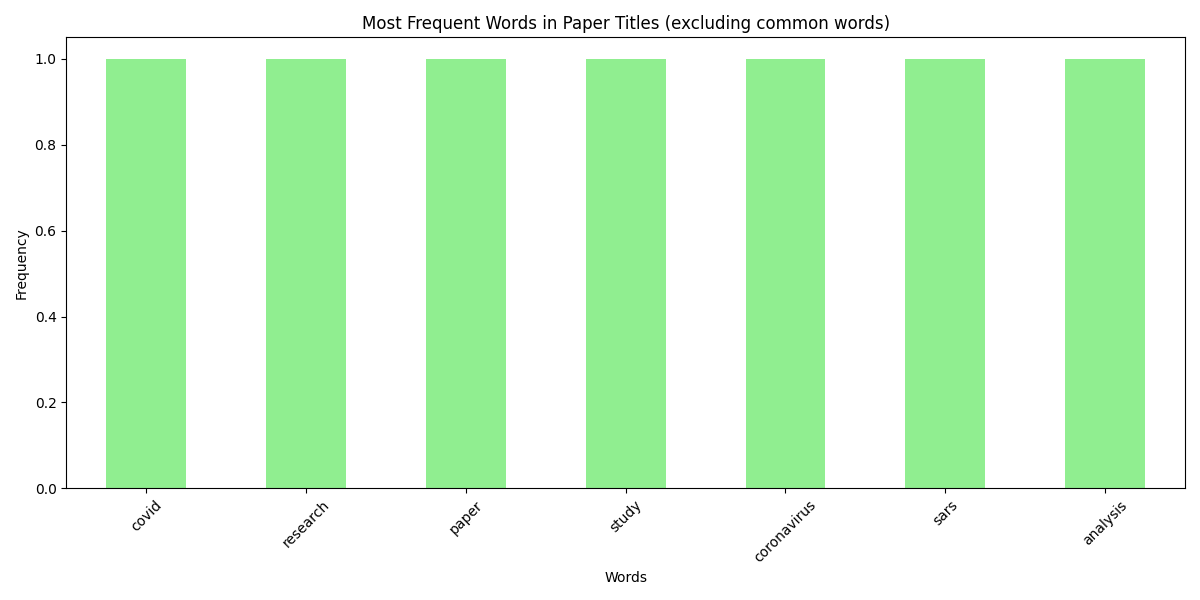 Most Frequent Words in Paper Titles (excluding common words)
Frequency
1.0
0.8
0.6
0.4
0.2
0.0
covid
research
paper
study
coronavirus
sars
analysis
Words